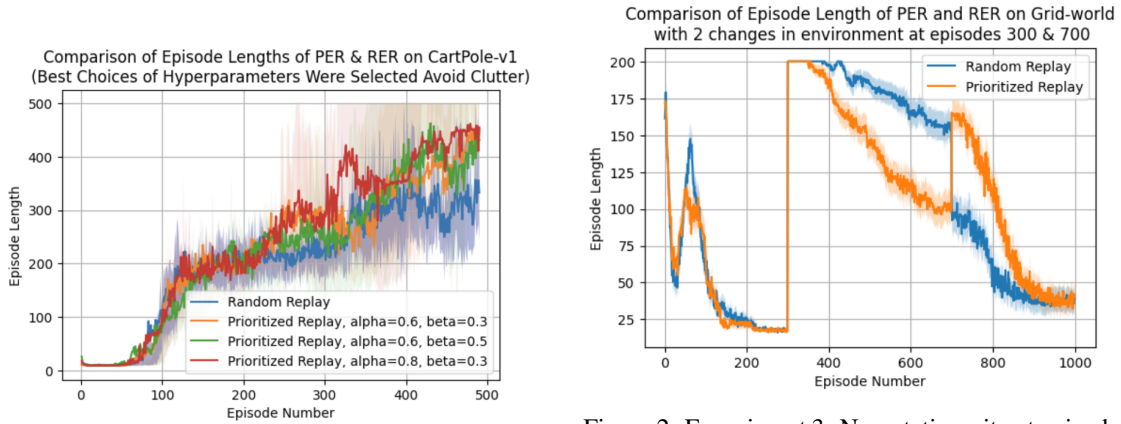 Comparison of Episode Lengths of PER & RER on CartPole-v1
(Best Choices of Hyperparameters Were Selected Avoid Clutter)
500
400
300
200
100
0
Episode Length
Random Replay
Prioritized Replay, alpha=0.6, beta=0.3
Prioritized Replay, alpha=0.6, beta=0.5
Prioritized Replay, alpha=0.8, beta=0.3
0 100 200 300 400 500
Episode Number
Comparison of Episode Length of PER and RER on Grid-world
with 2 changes in environment at episodes 300 & 700
200
175
150
125
100
75
50
25
Episode Length
Random Replay
Prioritized Replay
0 200 400 600 800 1000
Episode Number